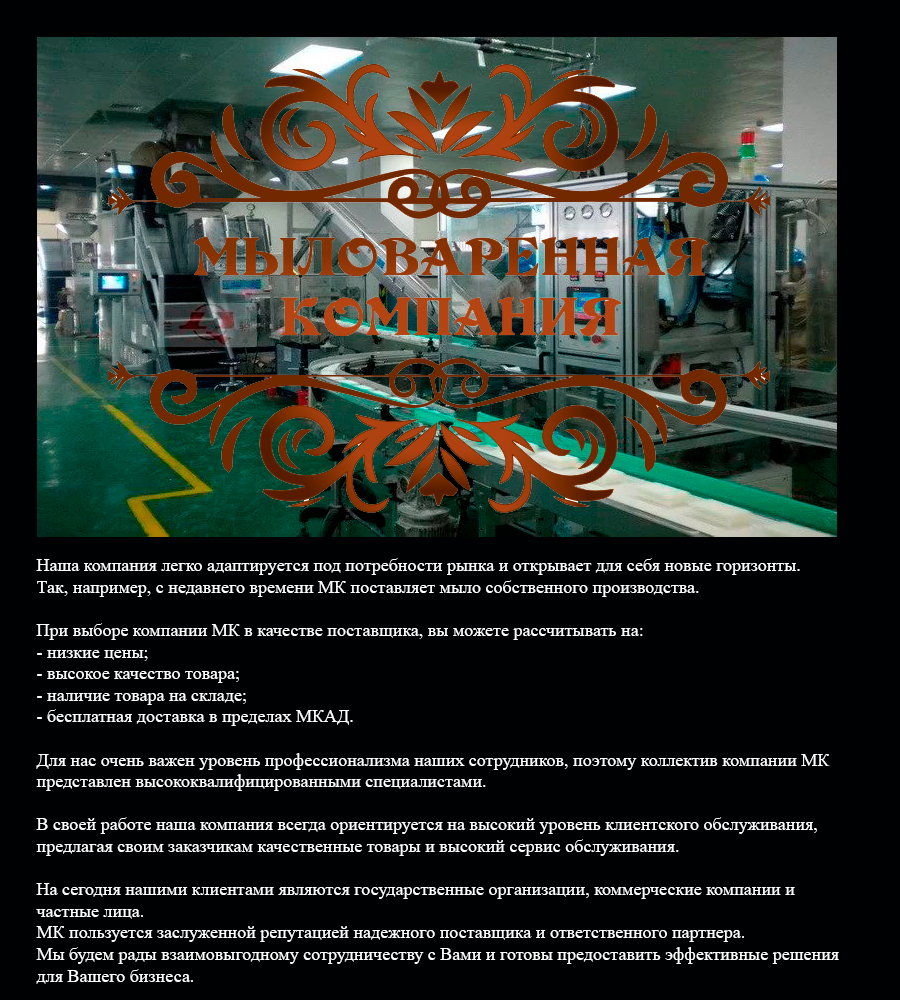 МЫЛОВАРЕННАЯ
КОМПАНИЯ
Наша компания легко адаптируется под потребности рынка и открывает для себя новые горизонты.
Так, например, с недавнего времени МК поставляет мыло собственного производства.
При выборе компании МК в качестве поставщика, вы можете рассчитывать на:
- низкие цены;
- высокое качество товара;
- наличие товара на складе;
- бесплатная доставка в пределах МКАД.
Для нас очень важен уровень профессионализма наших сотрудников, поэтому коллектив компании МК
представлен высококвалифицированными специалистами.
В своей работе наша компания всегда ориентируется на высокий уровень клиентского обслуживания,
предлагая своим заказчикам качественные товары и высокий сервис обслуживания.
На сегодня нашими клиентами являются государственные организации, коммерческие компании и
частные лица.
МК пользуется заслуженной репутацией надежного поставщика и ответственного партнера.
Мы будем рады взаимовыгодному сотрудничеству с Вами и готовы предоставить эффективные решения
для Вашего бизнеса.